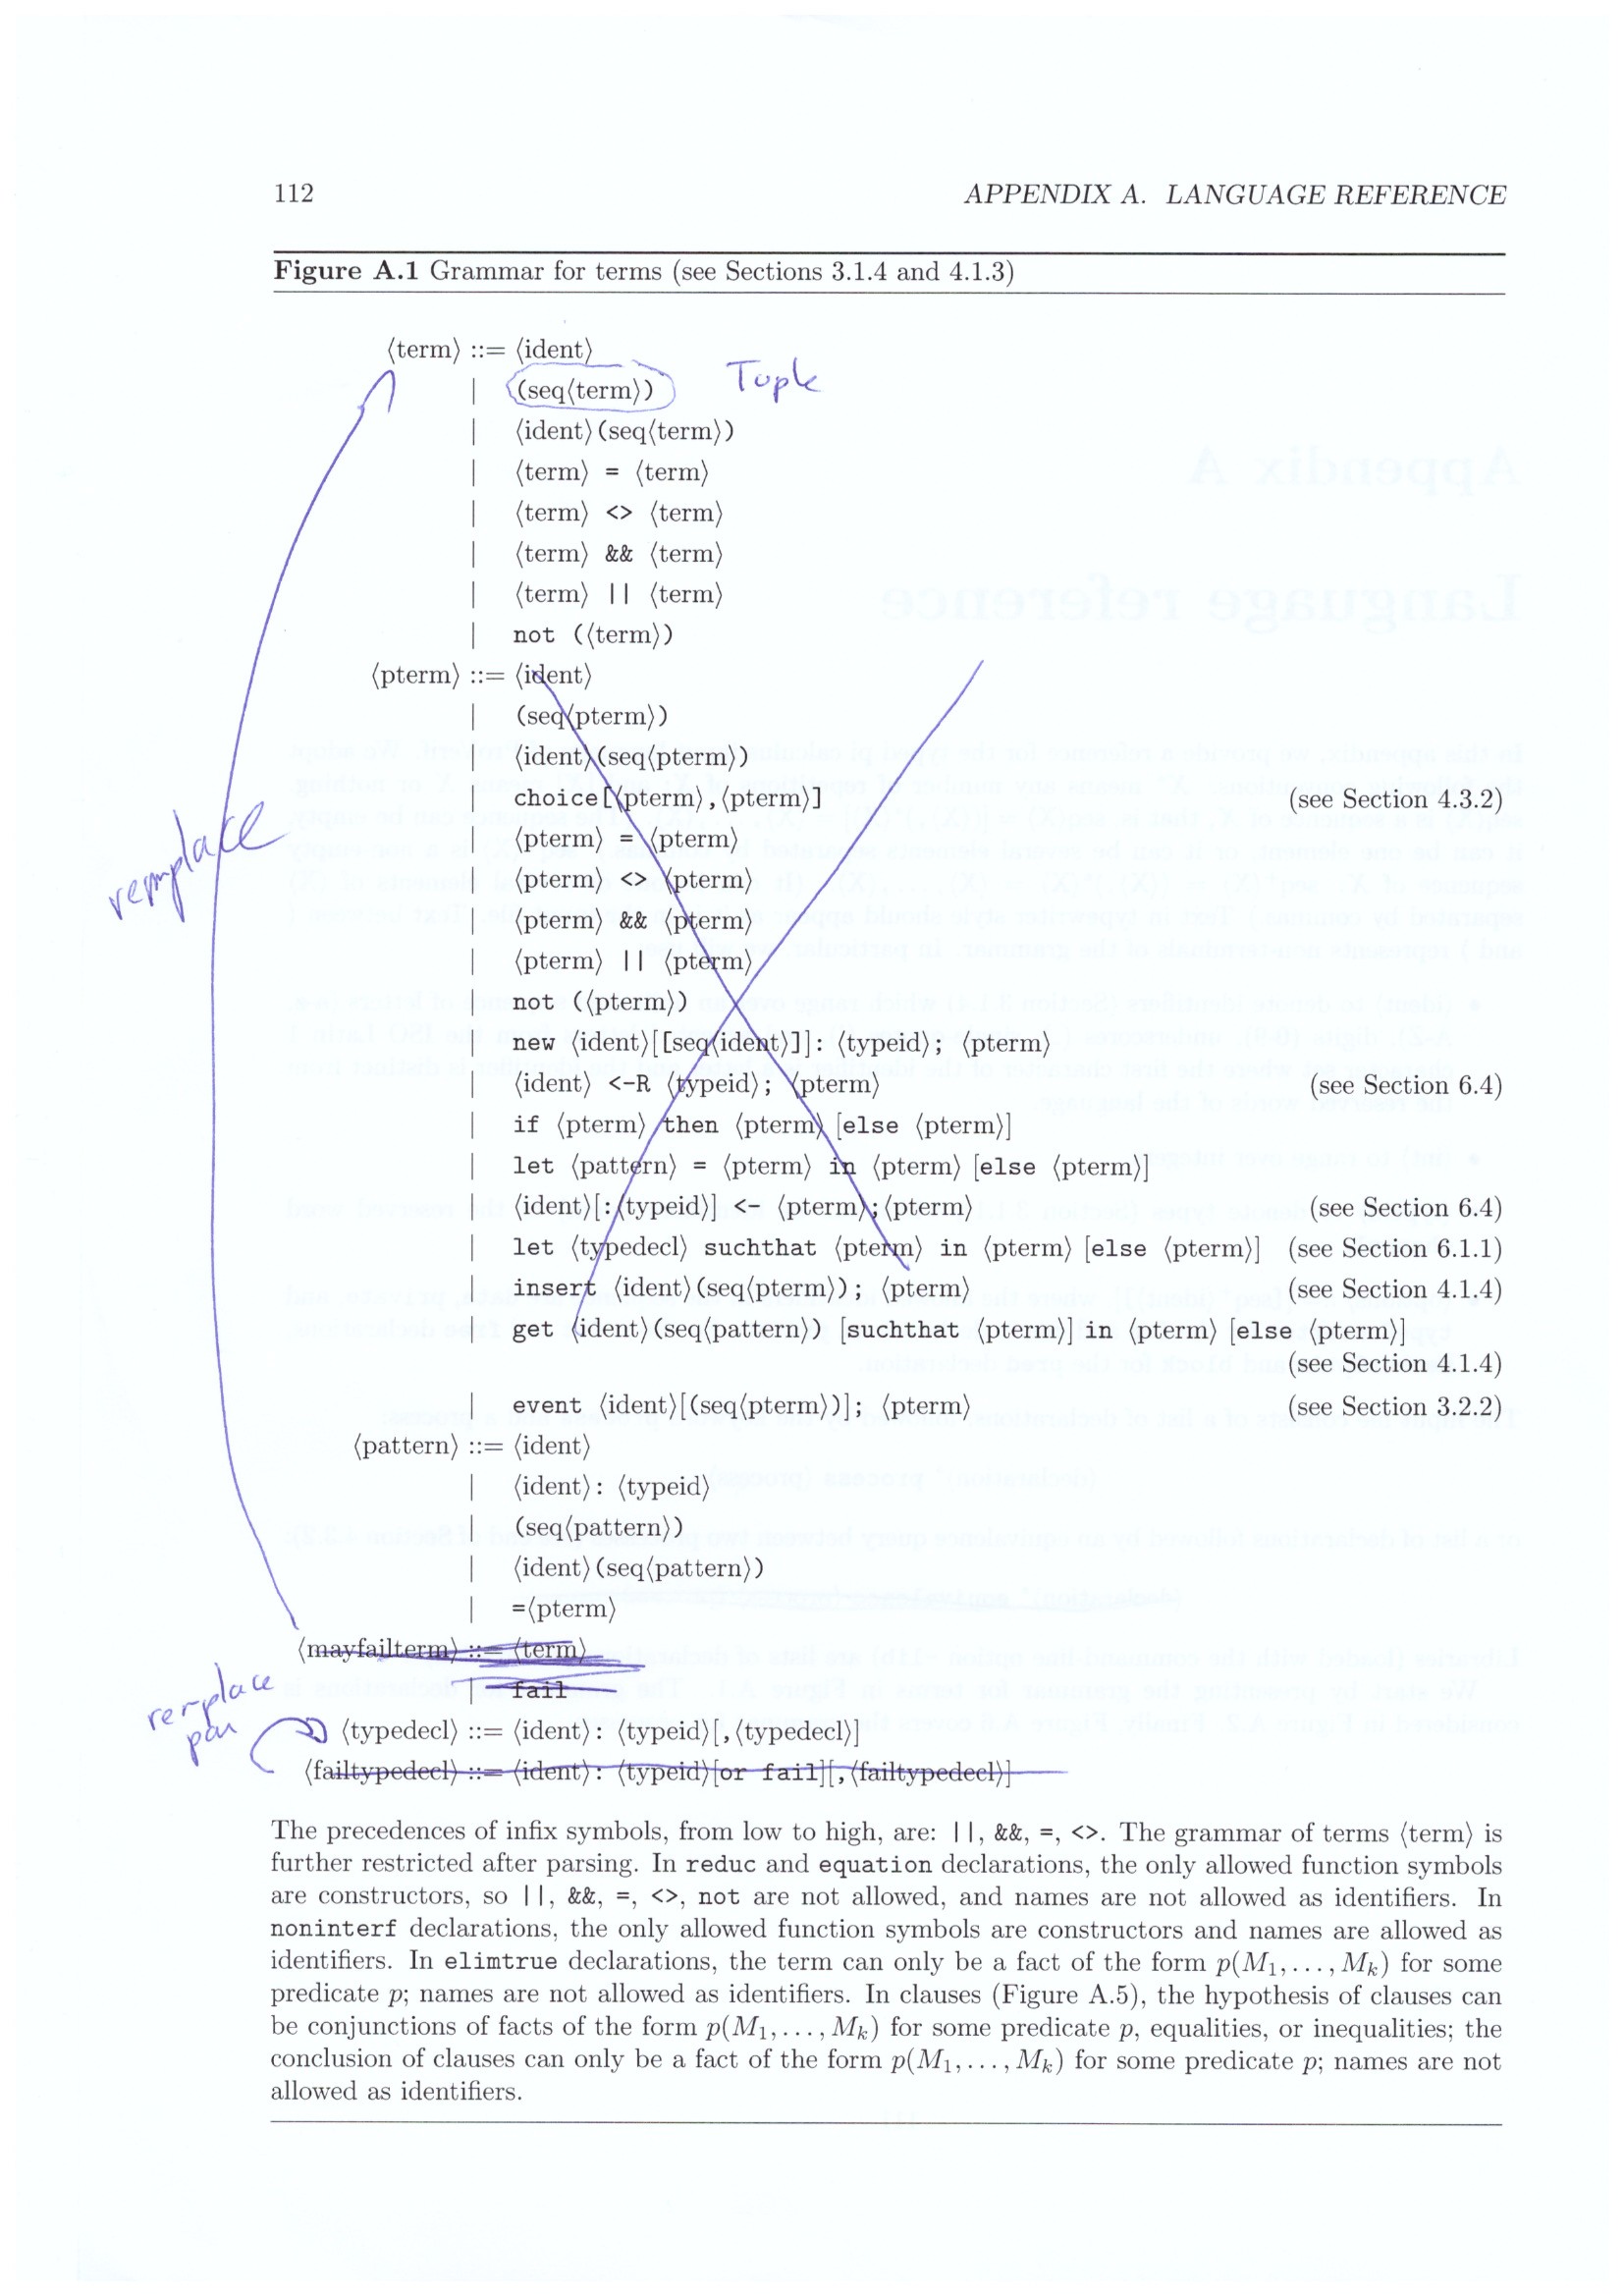 112 APPENDIX A. LANGUAGE REFERENCE
Figure A.1 Grammar for terms (see Sections 3.1.4 and 4.1.3)
⟨term⟩ ::= ⟨ident⟩
| (seq⟨term⟩) Tuple
| ⟨ident⟩(seq⟨term⟩)
| ⟨term⟩ = ⟨term⟩
| ⟨term⟩ <> ⟨term⟩
| ⟨term⟩ && ⟨term⟩
| ⟨term⟩ || ⟨term⟩
| not (⟨term⟩)
⟨pterm⟩ ::= ⟨ident⟩
| (seq⟨pterm⟩)
| ⟨ident⟩(seq⟨pterm⟩)
| choice[⟨pterm⟩,⟨pterm⟩] (see Section 4.3.2)
| ⟨pterm⟩ = ⟨pterm⟩
remplace
| ⟨pterm⟩ <> ⟨pterm⟩
| ⟨pterm⟩ && ⟨pterm⟩
| ⟨pterm⟩ || ⟨pterm⟩
| not (⟨pterm⟩)
| new ⟨ident⟩[[seq⟨ident⟩]]: ⟨typeid⟩; ⟨pterm⟩
| ⟨ident⟩ <-R ⟨typeid⟩; ⟨pterm⟩ (see Section 6.4)
| if ⟨pterm⟩ then ⟨pterm⟩ [else ⟨pterm⟩]
| let ⟨pattern⟩ = ⟨pterm⟩ in ⟨pterm⟩ [else ⟨pterm⟩]
| ⟨ident⟩[:⟨typeid⟩] <- ⟨pterm⟩;⟨pterm⟩ (see Section 6.4)
| let ⟨typedecl⟩ suchthat ⟨pterm⟩ in ⟨pterm⟩ [else ⟨pterm⟩] (see Section 6.1.1)
| insert ⟨ident⟩(seq⟨pterm⟩); ⟨pterm⟩ (see Section 4.1.4)
| get ⟨ident⟩(seq⟨pattern⟩) [suchthat ⟨pterm⟩] in ⟨pterm⟩ [else ⟨pterm⟩]
(see Section 4.1.4)
| event ⟨ident⟩[(seq⟨pterm⟩)]; ⟨pterm⟩ (see Section 3.2.2)
⟨pattern⟩ ::= ⟨ident⟩
| ⟨ident⟩: ⟨typeid⟩
| (seq⟨pattern⟩)
| ⟨ident⟩(seq⟨pattern⟩)
| =⟨pterm⟩
⟨mayfailterm⟩ ::= ⟨term⟩
| fail
remplace
par
⟨typedecl⟩ ::= ⟨ident⟩: ⟨typeid⟩[,⟨typedecl⟩]
⟨failtypedecl⟩ ::= ⟨ident⟩: ⟨typeid⟩[or fail][,⟨failtypedecl⟩]
The precedences of infix symbols, from low to high, are: ||, &&, =, <>. The grammar of terms ⟨term⟩ is
further restricted after parsing. In reduc and equation declarations, the only allowed function symbols
are constructors, so ||, &&, =, <>, not are not allowed, and names are not allowed as identifiers. In
noninterf declarations, the only allowed function symbols are constructors and names are allowed as
identifiers. In elimtrue declarations, the term can only be a fact of the form p(M1, . . . , Mk) for some
predicate p; names are not allowed as identifiers. In clauses (Figure A.5), the hypothesis of clauses can
be conjunctions of facts of the form p(M1, . . . , Mk) for some predicate p, equalities, or inequalities; the
conclusion of clauses can only be a fact of the form p(M1, . . . , Mk) for some predicate p; names are not
allowed as identifiers.